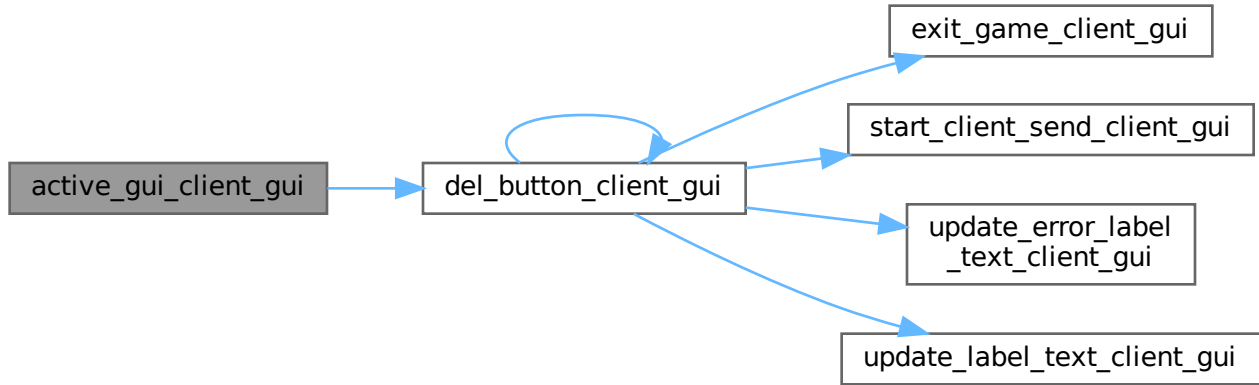 exit_game_client_gui
start_client_send_client_gui
active_gui_client_gui
del_button_client_gui
update_error_label
_text_client_gui
update_label_text_client_gui